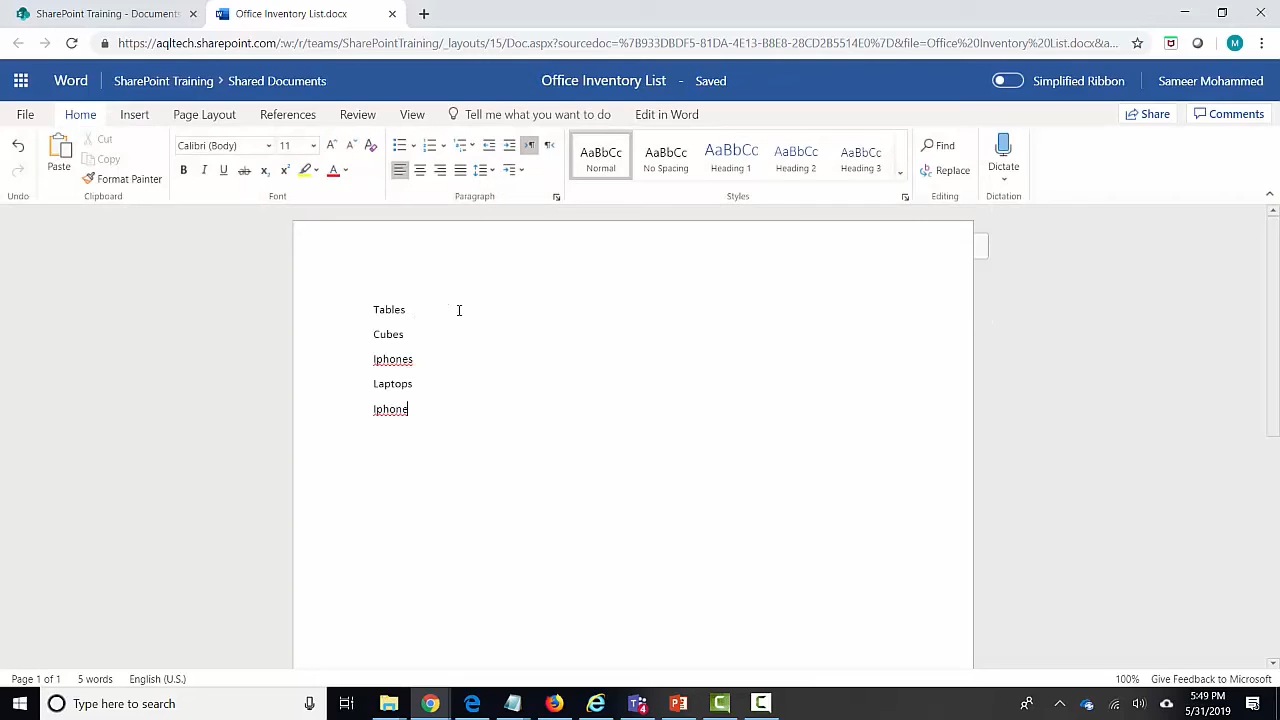 SharePoint Training - Documents
Office Inventory List.docx
https://aqltech.sharepoint.com/:w:/r/teams/SharePointTraining/_layouts/15/Doc.aspx?sourcedoc=%7B933DBDF5-81DA-4E13-B8E8-28CD2B5514E0%7D&file=Office%20Inventory%20List.docx&a...
M
Word SharePoint Training > Shared Documents Office Inventory List - Saved Simplified Ribbon Sameer Mohammed
File Home Insert Page Layout References Review View Tell me what you want to do Edit in Word Share Comments
Paste Cut Copy Format Painter
Calibri (Body) 11
B I U ab x₂ x² A
AaBbCc AaBbCc AaBbCc AaBbCc AaBbCc
Normal No Spacing Heading 1 Heading 2 Heading 3
Find
Replace
Dictate
Undo Clipboard Font Paragraph Styles Editing Dictation
Tables
Cubes
Iphones
Laptops
Iphone
Page 1 of 1 5 words English (U.S.) 100% Give Feedback to Microsoft
Type here to search
5:49 PM
5/31/2019